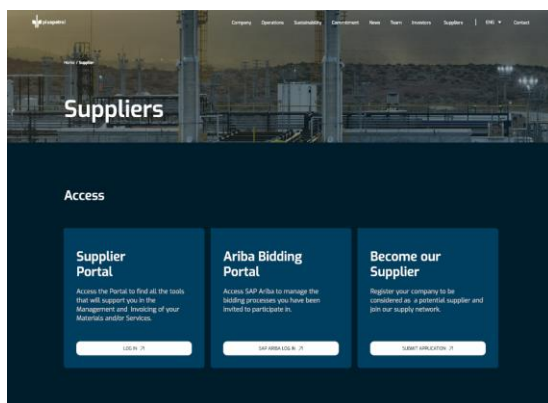 pluspetrol
Company Operations Sustainability Commitment News Team Investors Suppliers | ENG ▼ Contact
Home / Supplier
Suppliers
Access
Supplier
Portal
Access the Portal to find all the tools
that will support you in the
Management and Invoicing of your
Materials and/or Services.
LOG IN ↗
Ariba Bidding
Portal
Access SAP Ariba to manage the
bidding processes you have been
invited to participate in.
SAP ARIBA LOG IN ↗
Become our
Supplier
Register your company to be
considered as a potential supplier and
join our supply network.
SUBMIT APPLICATION ↗